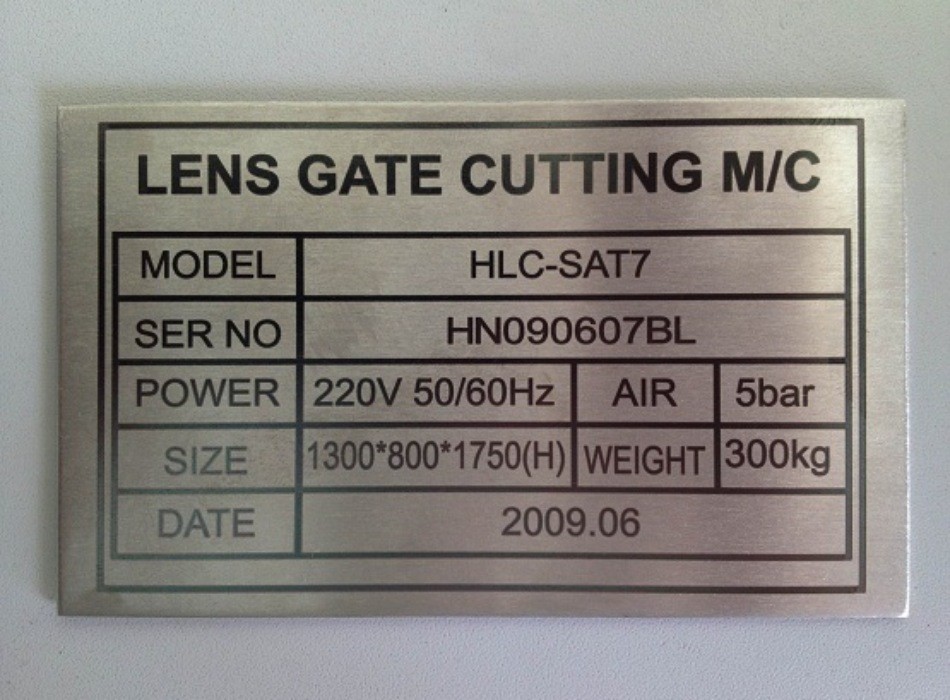 LENS GATE CUTTING M/C
MODEL HLC-SAT7
SER NO HN090607BL
POWER 220V 50/60Hz AIR 5bar
SIZE 1300*800*1750(H) WEIGHT 300kg
DATE 2009.06